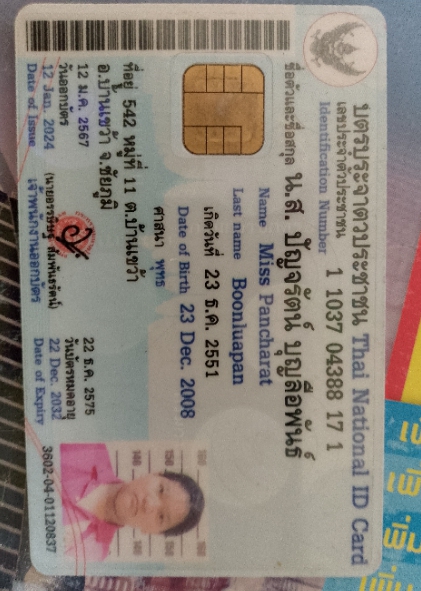 บัตรประจำตัวประชาชน Thai National ID Card
เลขประจำตัวประชาชน 1 1037 04388 17 1
Identification Number
ชื่อตัวและชื่อสกุล น.ส. ปัญจรัตน์ บุญลือพันธ์
Name Miss Pancharat
Last name Boonluapan
เกิดวันที่ 23 ธ.ค. 2551
Date of Birth 23 Dec. 2008
ศาสนา พุทธ
ที่อยู่ 542 หมู่ที่ 11 ต.บ้านเขว้า
อ.บ้านเขว้า จ.ชัยภูมิ
12 ม.ค. 2567
วันออกบัตร
12 Jan. 2024
Date of Issue
เจ้าพนักงานออกบัตร
22 ธ.ค. 2575
วันบัตรหมดอายุ
22 Dec. 2032
Date of Expiry
180
160
150
140
3602-04-01120837
เพิ่ม